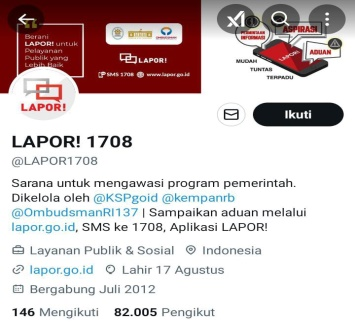 Berani
LAPOR! untuk
Pelayanan
Publik yang
Lebih Baik
LAPOR!
SMS 1708 www.lapor.go.id
PERMINTAAN
INFORMASI
ASPIRASI
ADUAN
LAPOR!
MUDAH
TUNTAS
TERPADU
LAPOR!
Ikuti
LAPOR! 1708
@LAPOR1708
Sarana untuk mengawasi program pemerintah.
Dikelola oleh @KSPgoid @kempanrb
@OmbudsmanRI137 | Sampaikan aduan melalui
lapor.go.id, SMS ke 1708, Aplikasi LAPOR!
Layanan Publik & Sosial Indonesia
lapor.go.id Lahir 17 Agustus
Bergabung Juli 2012
146 Mengikuti 82.005 Pengikut